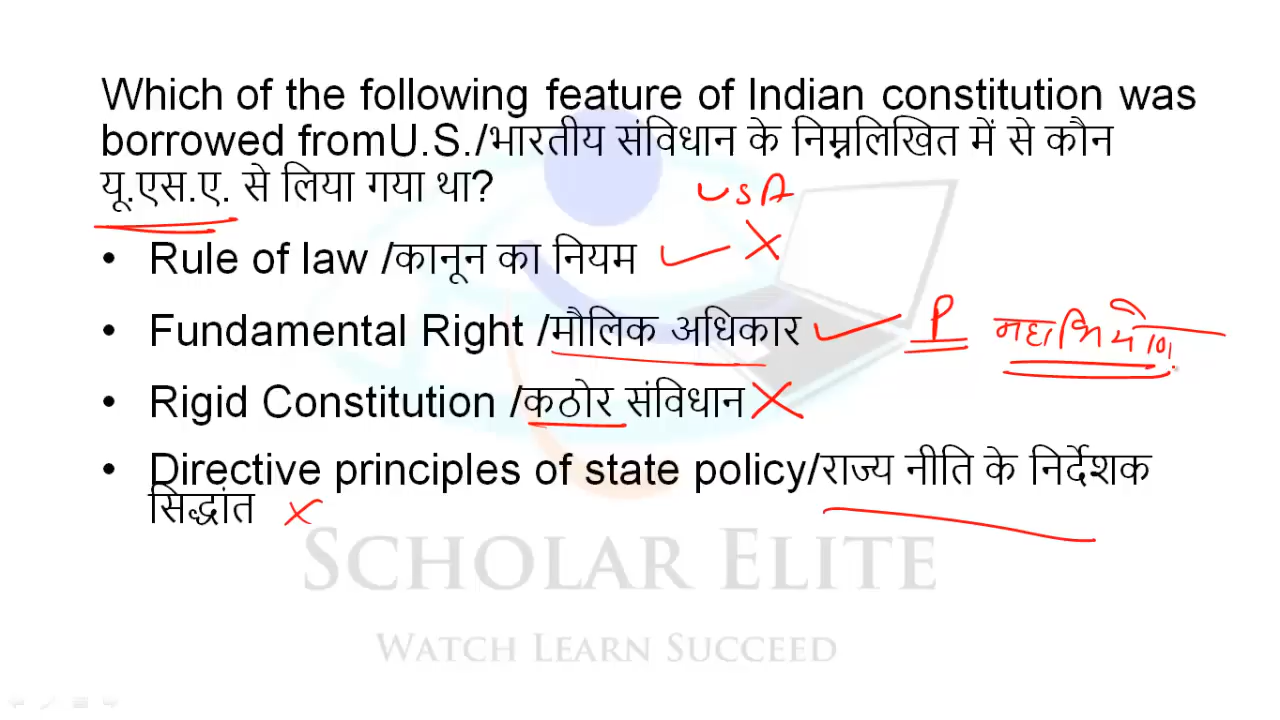 Which of the following feature of Indian constitution was
borrowed fromU.S./भारतीय संविधान के निम्नलिखित में से कौन
यू.एस.ए. से लिया गया था?
USA
• Rule of law /कानून का नियम
• Fundamental Right /मौलिक अधिकार
P महाभियोग
• Rigid Constitution /कठोर संविधान
• Directive principles of state policy/राज्य नीति के निर्देशक
सिद्धांत
SCHOLAR ELITE
WATCH LEARN SUCCEED